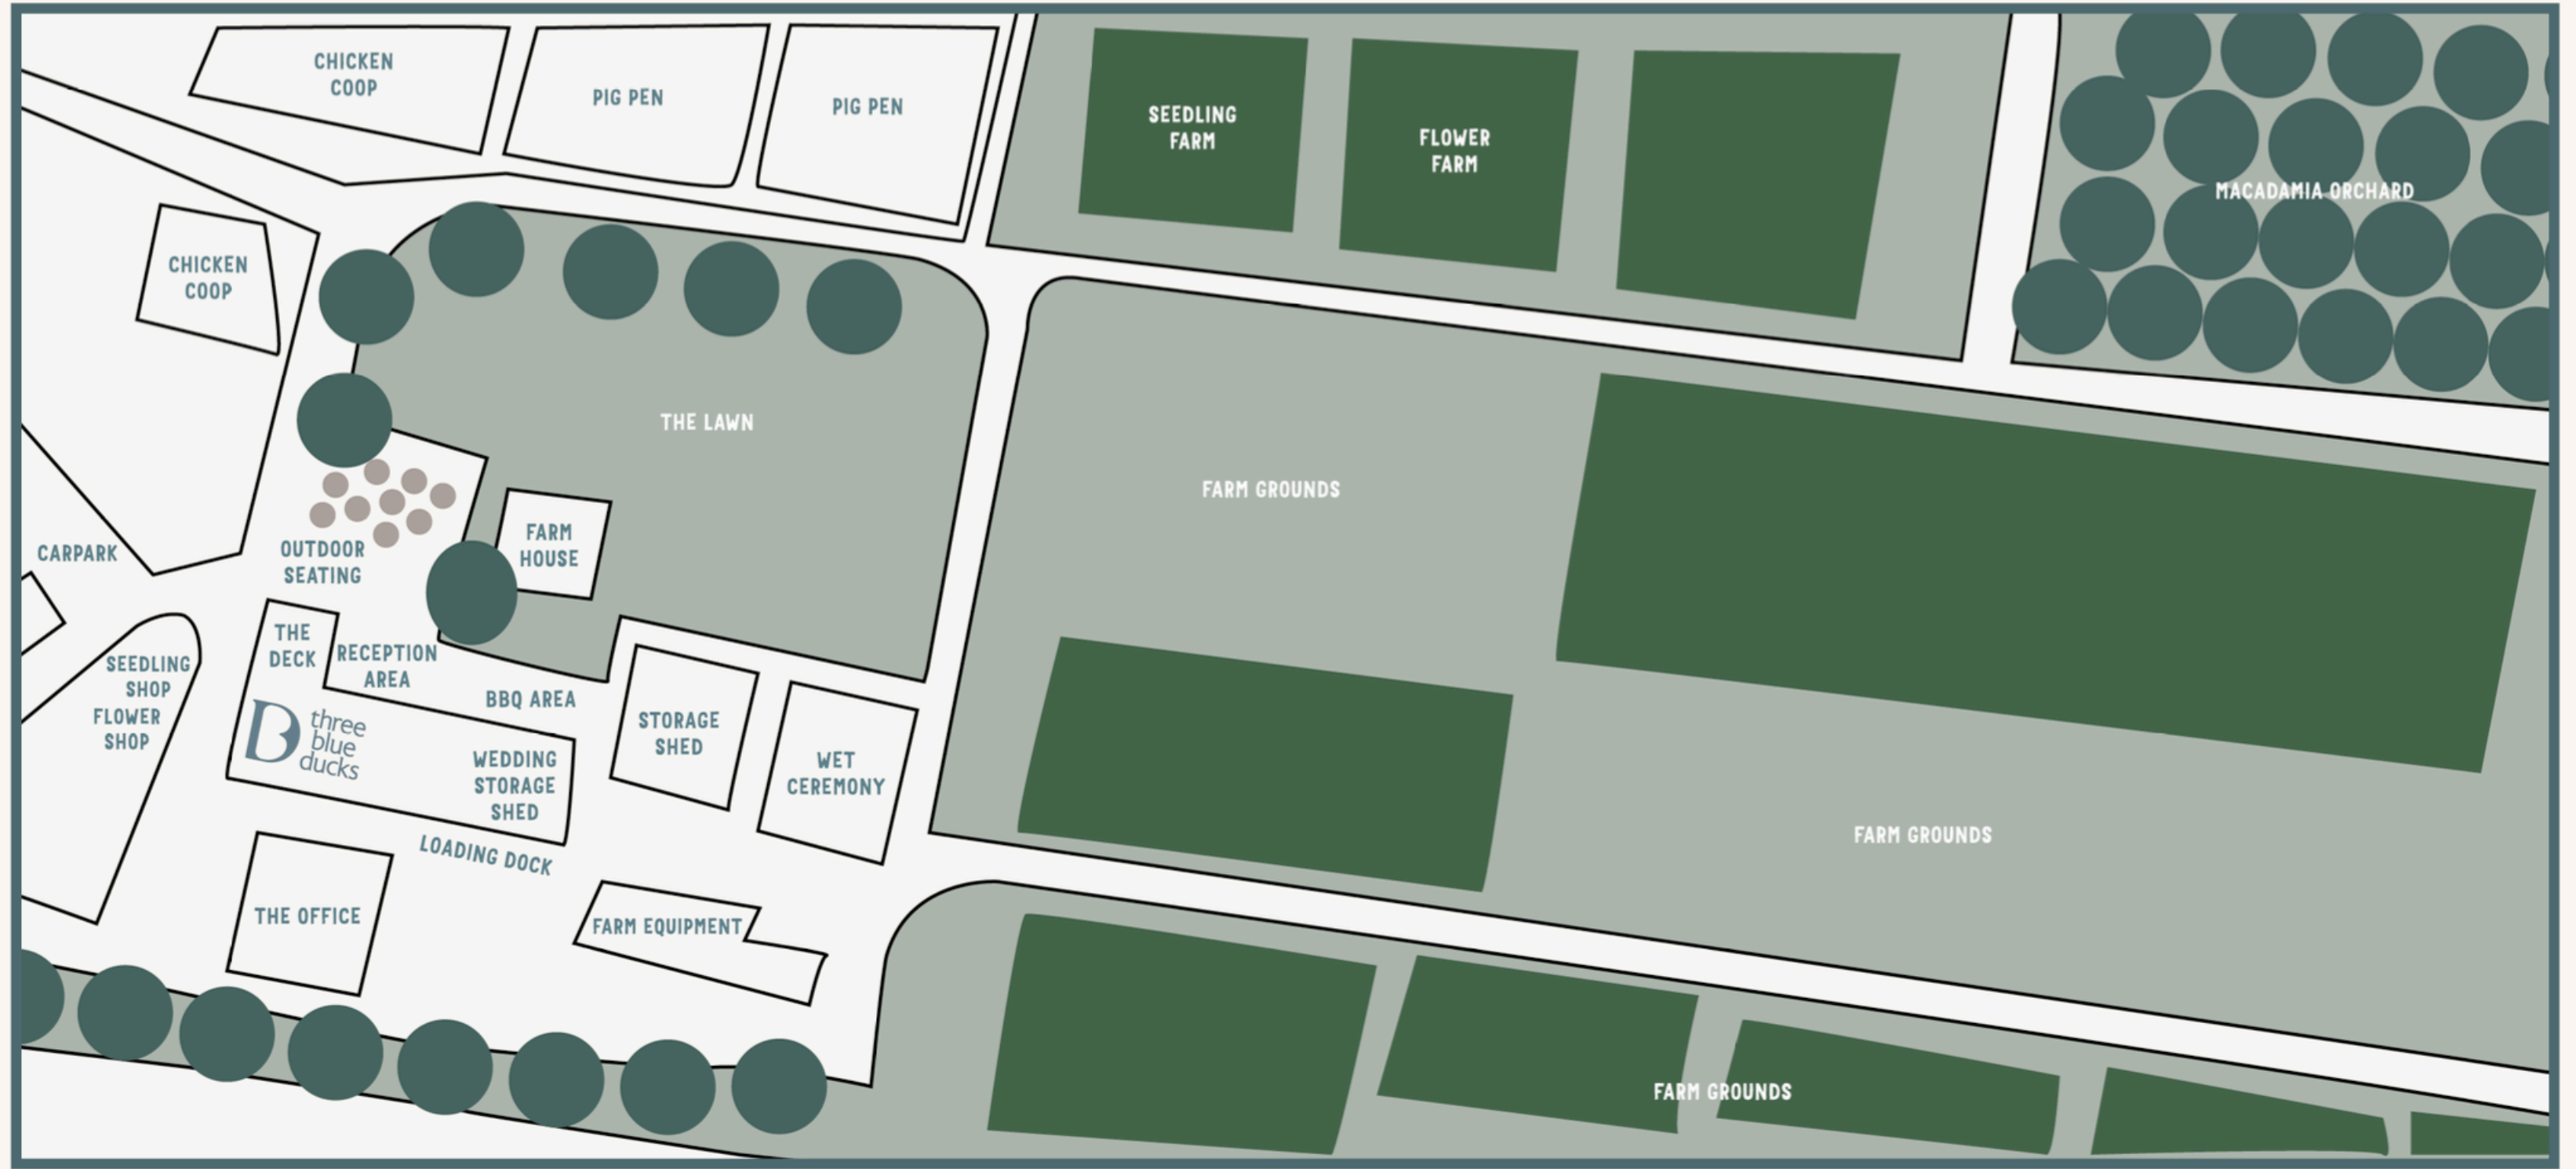 CHICKEN
COOP
PIG PEN
PIG PEN
SEEDLING
FARM
FLOWER
FARM
MACADAMIA ORCHARD
CHICKEN
COOP
THE LAWN
FARM GROUNDS
FARM
HOUSE
CARPARK
OUTDOOR
SEATING
THE
DECK
RECEPTION
AREA
SEEDLING
SHOP
FLOWER
SHOP
BBQ AREA
B three
blue
ducks
STORAGE
SHED
WEDDING
STORAGE
SHED
WET
CEREMONY
FARM GROUNDS
LOADING DOCK
THE OFFICE
FARM EQUIPMENT
FARM GROUNDS